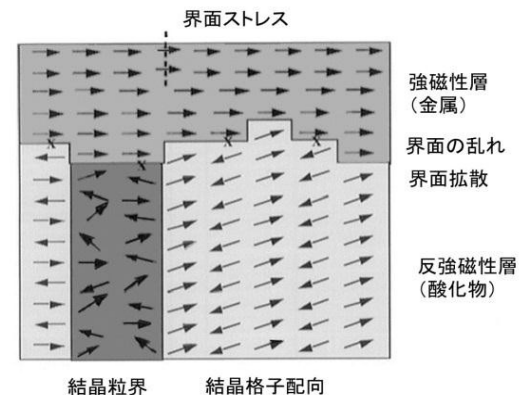 界面ストレス
強磁性層
(金属)
界面の乱れ
界面拡散
反強磁性層
(酸化物)
結晶粒界
結晶格子配向
x
x
x
x